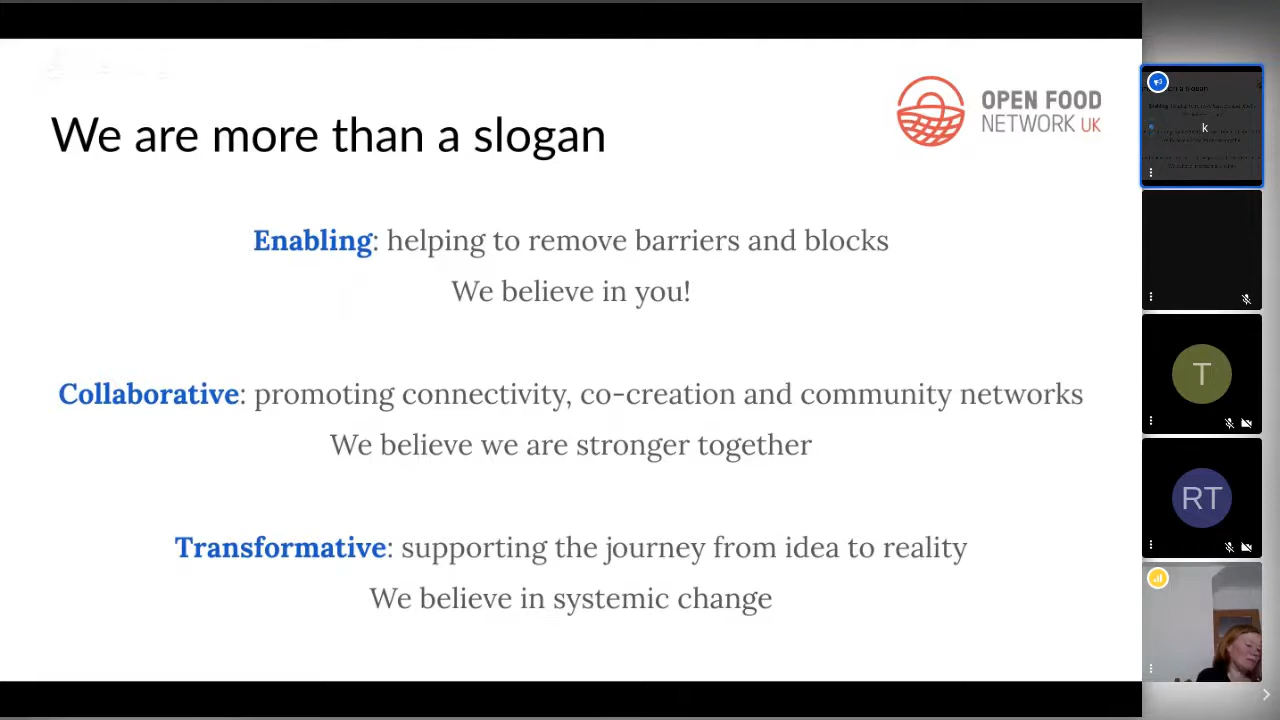 We are more than a slogan
OPEN FOOD
NETWORK UK
Enabling: helping to remove barriers and blocks
We believe in you!
Collaborative: promoting connectivity, co-creation and community networks
We believe we are stronger together
Transformative: supporting the journey from idea to reality
We believe in systemic change
k
T
RT